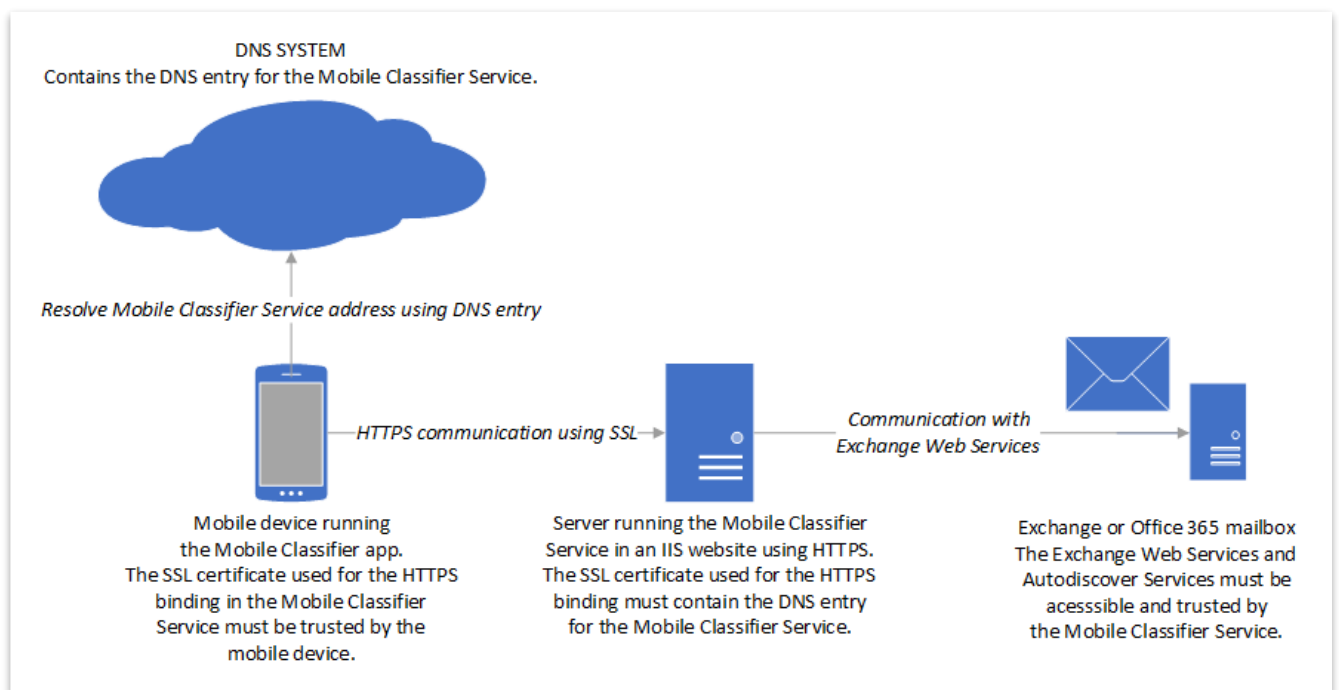 DNS SYSTEM
Contains the DNS entry for the Mobile Classifier Service.
Resolve Mobile Classifier Service address using DNS entry
HTTPS communication using SSL
Communication with
Exchange Web Services
Mobile device running
the Mobile Classifier app.
The SSL certificate used for the HTTPS
binding in the Mobile Classifier
Service must be trusted by the
mobile device.
Server running the Mobile Classifier
Service in an IIS website using HTTPS.
The SSL certificate used for the HTTPS
binding must contain the DNS entry
for the Mobile Classifier Service.
Exchange or Office 365 mailbox
The Exchange Web Services and
Autodiscover Services must be
acesssible and trusted by
the Mobile Classifier Service.